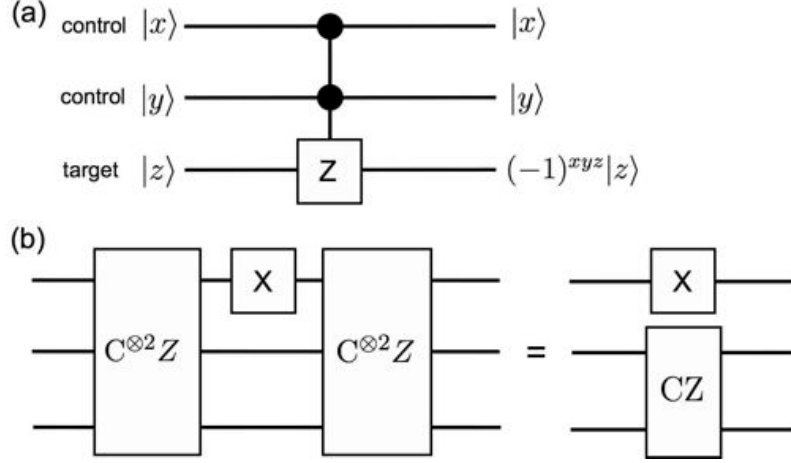 (a)
control |x⟩ |x⟩
control |y⟩ |y⟩
target |z⟩ Z (−1)^{xyz}|z⟩
(b)
X X
C^{⊗2}Z C^{⊗2}Z = CZ